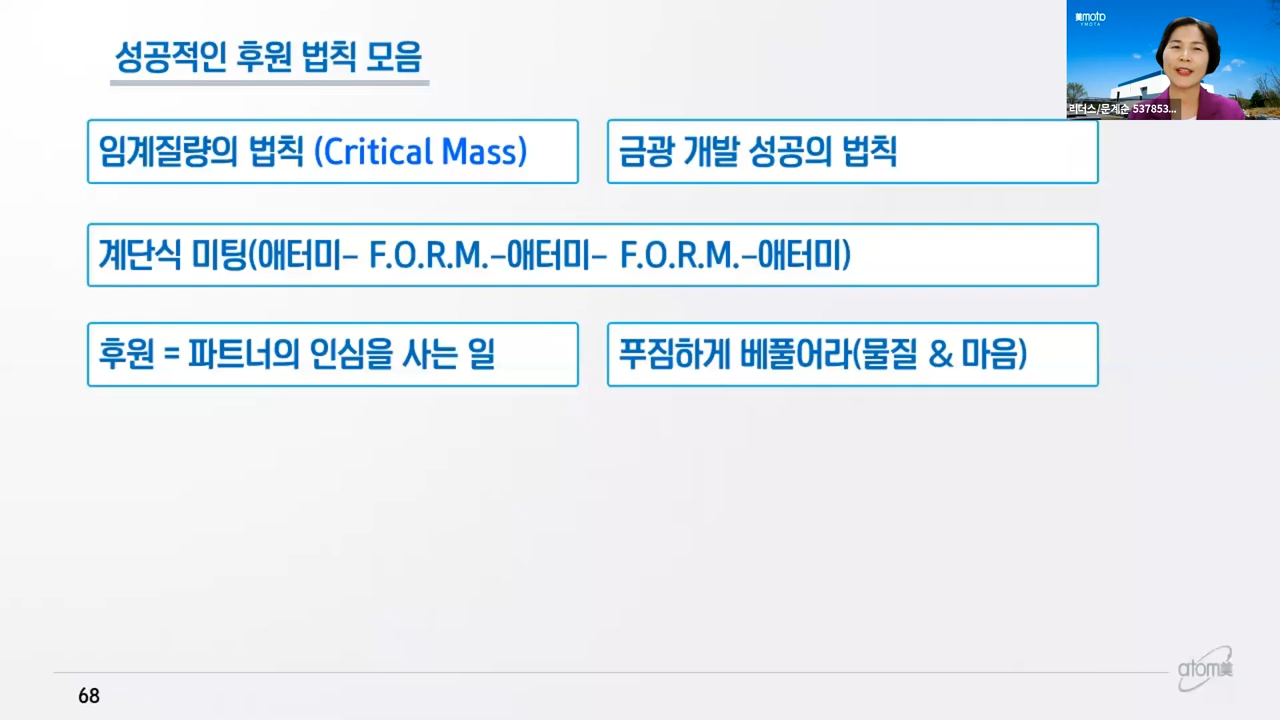 성공적인 후원 법칙 모음
임계질량의 법칙 (Critical Mass)
금광 개발 성공의 법칙
계단식 미팅(애터미– F.O.R.M.–애터미– F.O.R.M.–애터미)
후원 = 파트너의 인심을 사는 일
푸짐하게 베풀어라(물질 & 마음)
리더스/문계순 537853...
68
atom美